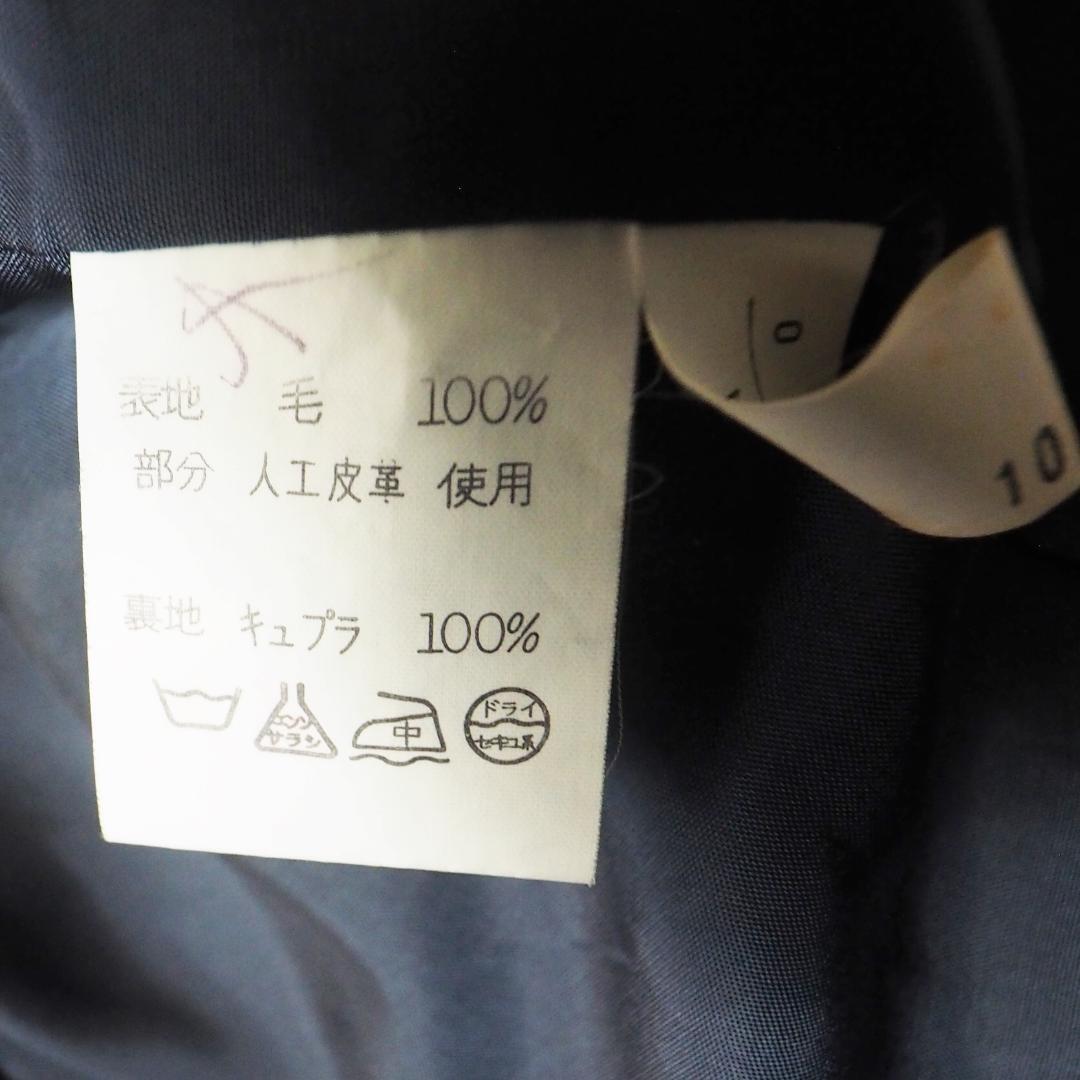 表地 毛 100%
部分 人工皮革 使用
裏地 キュプラ 100%
エンソ
サラシ
中
ドライ
セキユ系
0
10